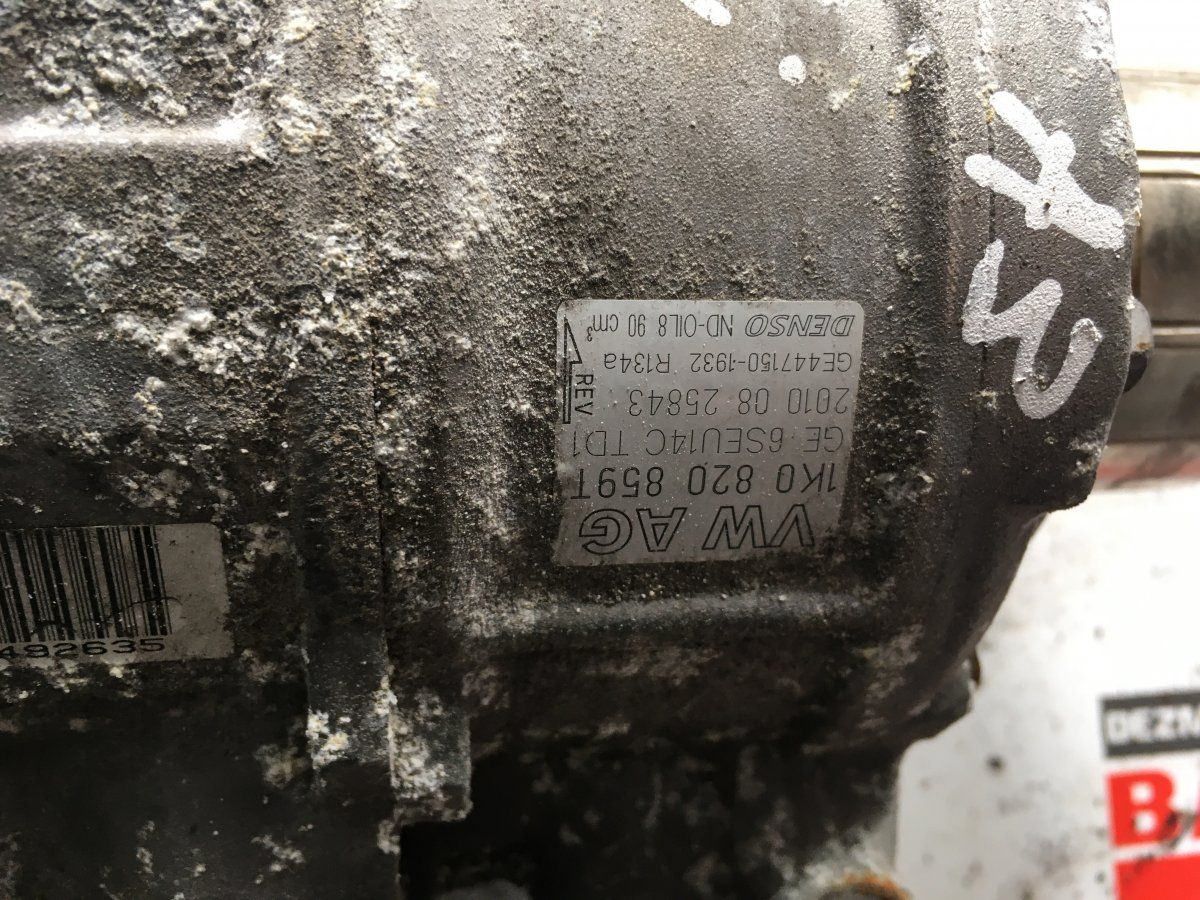 VW AG
1K0 820 859T
GE 6SEU14C TD1
2010 08 25843
GE447150-1932 R134a
DENSO ND-OIL8 90 cm³
REV
492635
DEZM